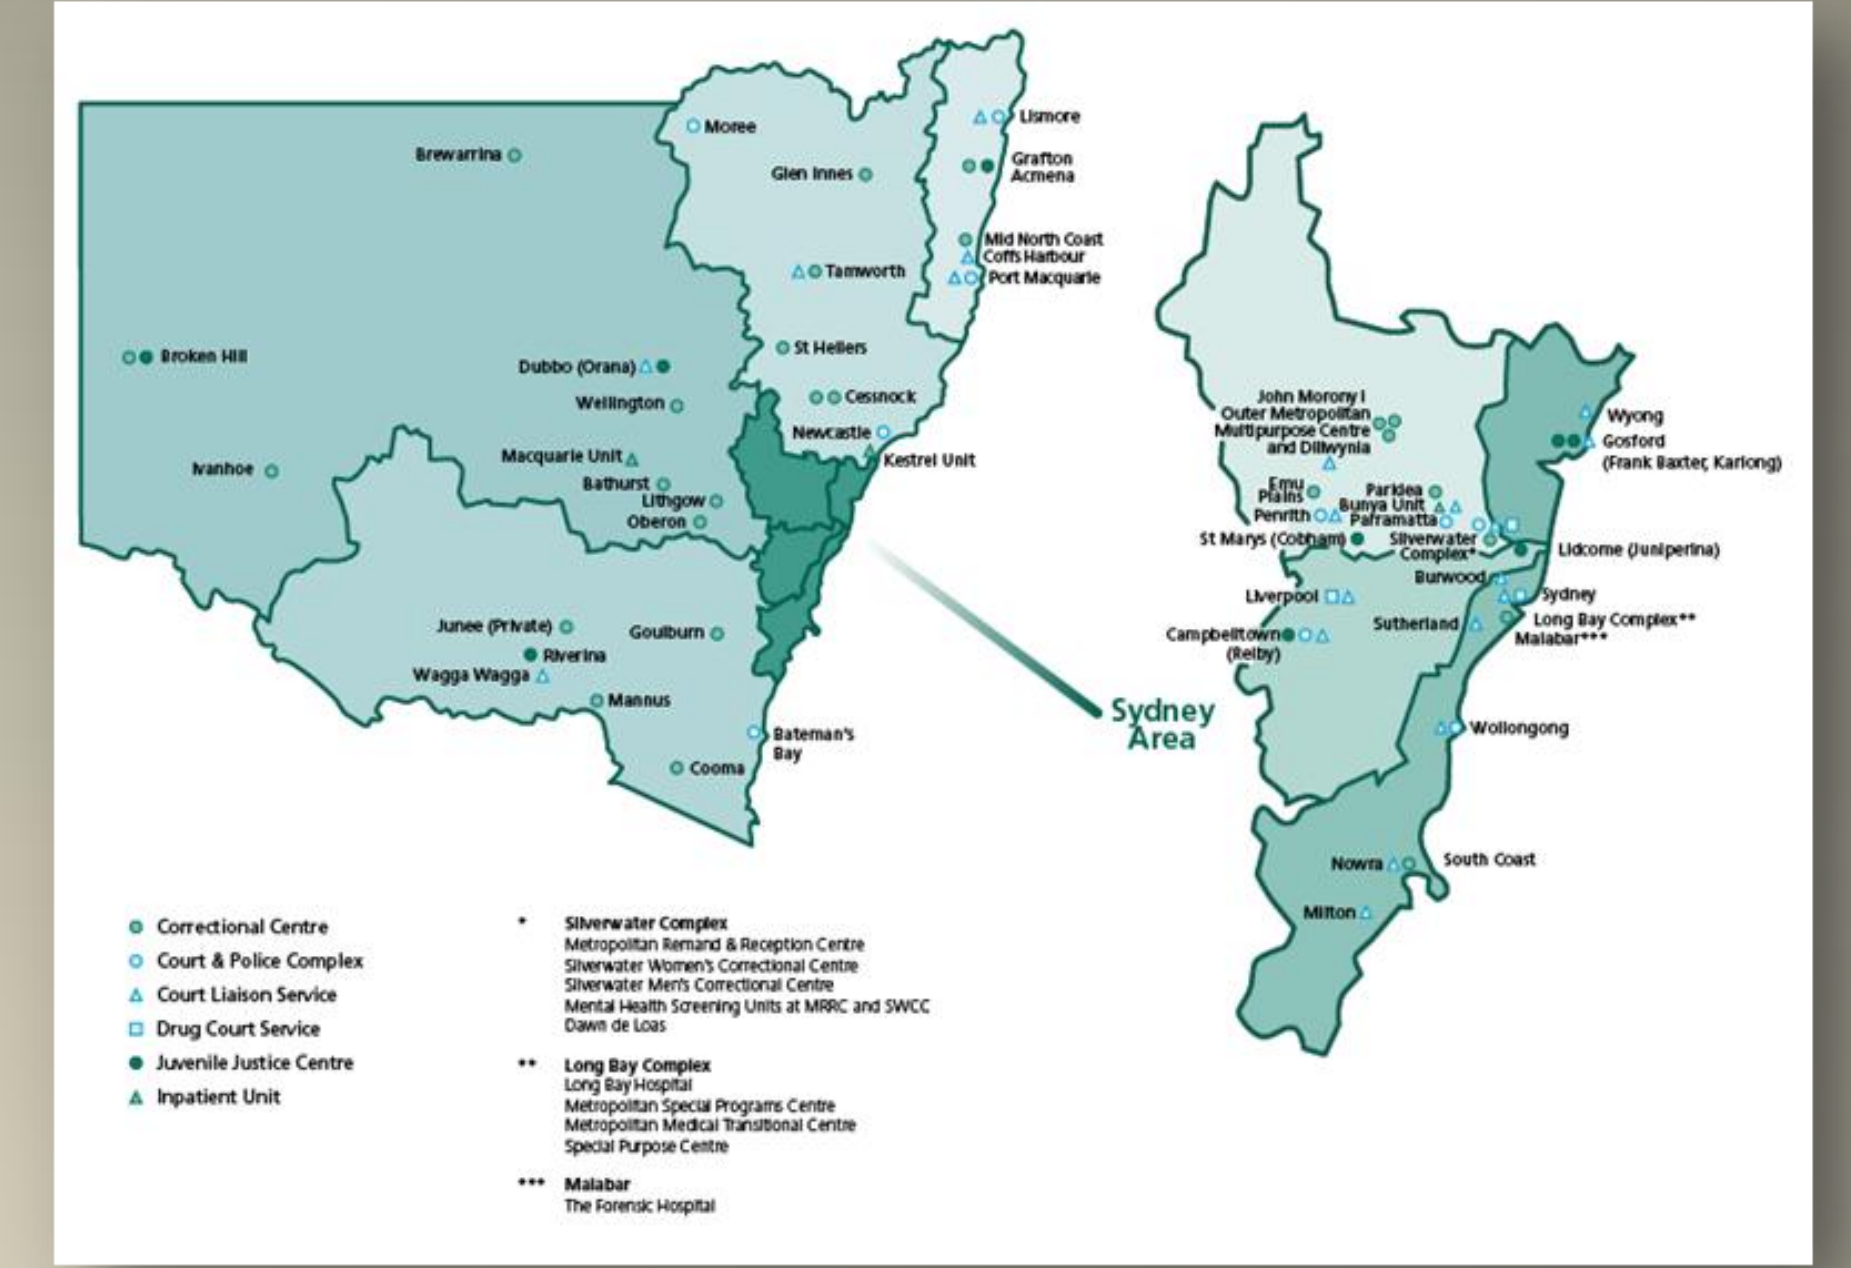 Moree
Brewarrina
Glen Innes
Lismore
Grafton
Acmena
Mid North Coast
Coffs Harbour
Port Macquarie
Tamworth
St Heliers
Broken Hill
Dubbo (Orana)
Wellington
Cessnock
Newcastle
Kestrel Unit
Macquarie Unit
Ivanhoe
Bathurst
Lithgow
Oberon
Junee (Private)
Goulburn
Riverina
Wagga Wagga
Mannus
Bateman's
Bay
Cooma
Sydney
Area
John Morony I
Outer Metropolitan
Multipurpose Centre
and Dillwynia
Wyong
Gosford
(Frank Baxter, Kariong)
Emu
Plains
Parklea
Bunya Unit
Penrith
Parramatta
St Marys (Cobham)
Silverwater
Complex*
Lidcome (Juniperina)
Burwood
Liverpool
Sydney
Sutherland
Long Bay Complex**
Malabar***
Campbelltown
(Reiby)
Wollongong
Nowra
South Coast
Milton
Correctional Centre
Court & Police Complex
Court Liaison Service
Drug Court Service
Juvenile Justice Centre
Inpatient Unit
* Silverwater Complex
Metropolitan Remand & Reception Centre
Silverwater Women's Correctional Centre
Silverwater Men's Correctional Centre
Mental Health Screening Units at MRRC and SWCC
Dawn de Loas
** Long Bay Complex
Long Bay Hospital
Metropolitan Special Programs Centre
Metropolitan Medical Transitional Centre
Special Purpose Centre
*** Malabar
The Forensic Hospital